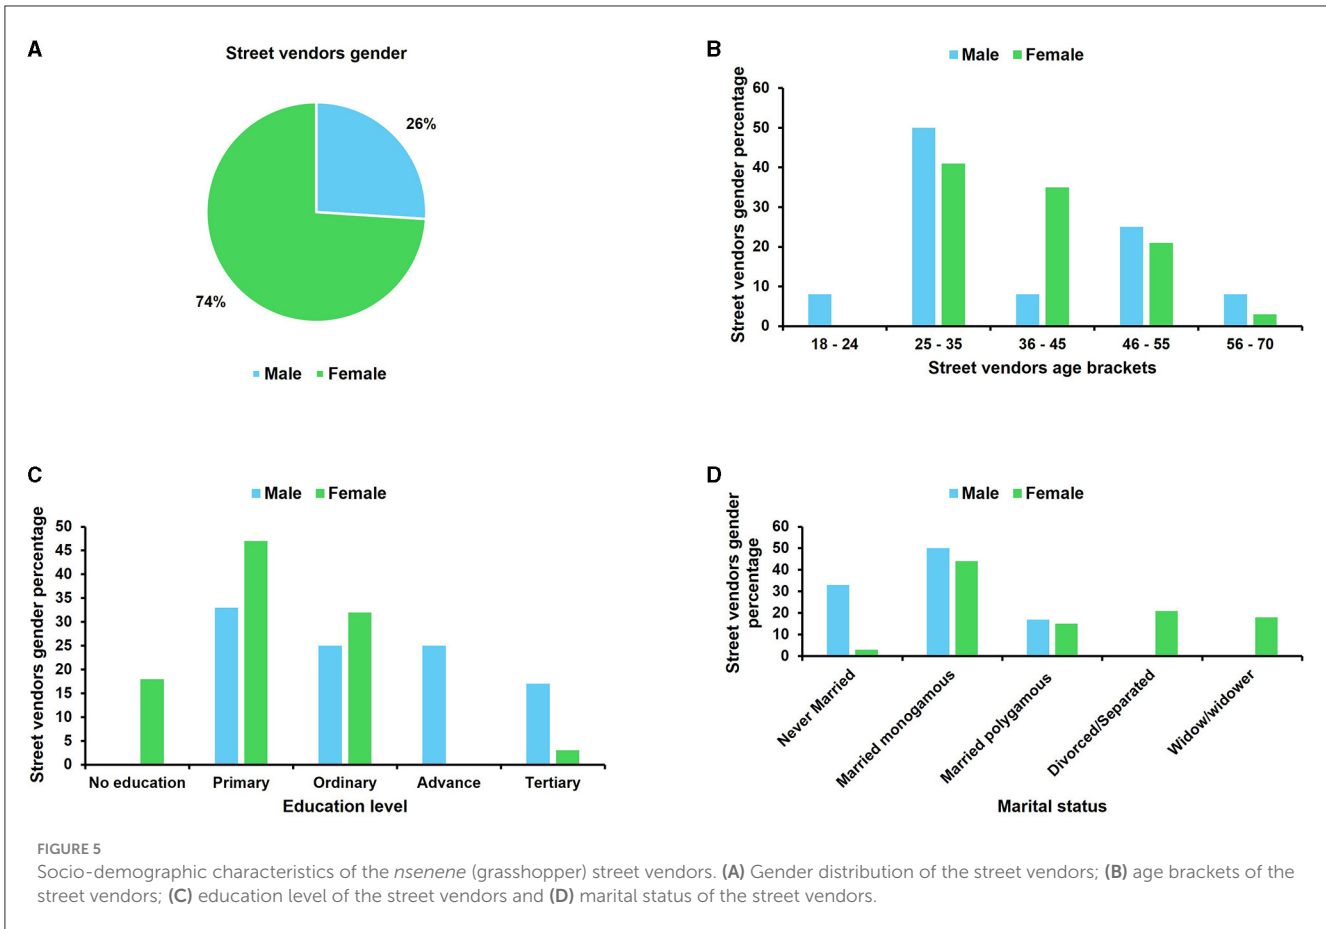 A
Street vendors gender
26%
74%
Male Female
B
Male Female
Street vendors gender percentage
60
50
40
30
20
10
0
18 - 24 25 - 35 36 - 45 46 - 55 56 - 70
Street vendors age brackets
C
Male Female
Street vendors gender percentage
50
45
40
35
30
25
20
15
10
5
0
No education Primary Ordinary Advance Tertiary
Education level
D
Male Female
Street vendors gender
percentage
60
50
40
30
20
10
0
Never Married
Married monogamous
Married polygamous
Divorced/Separated
Widow/widower
Marital status
FIGURE 5
Socio-demographic characteristics of the nsenene (grasshopper) street vendors. (A) Gender distribution of the street vendors; (B) age brackets of the
street vendors; (C) education level of the street vendors and (D) marital status of the street vendors.